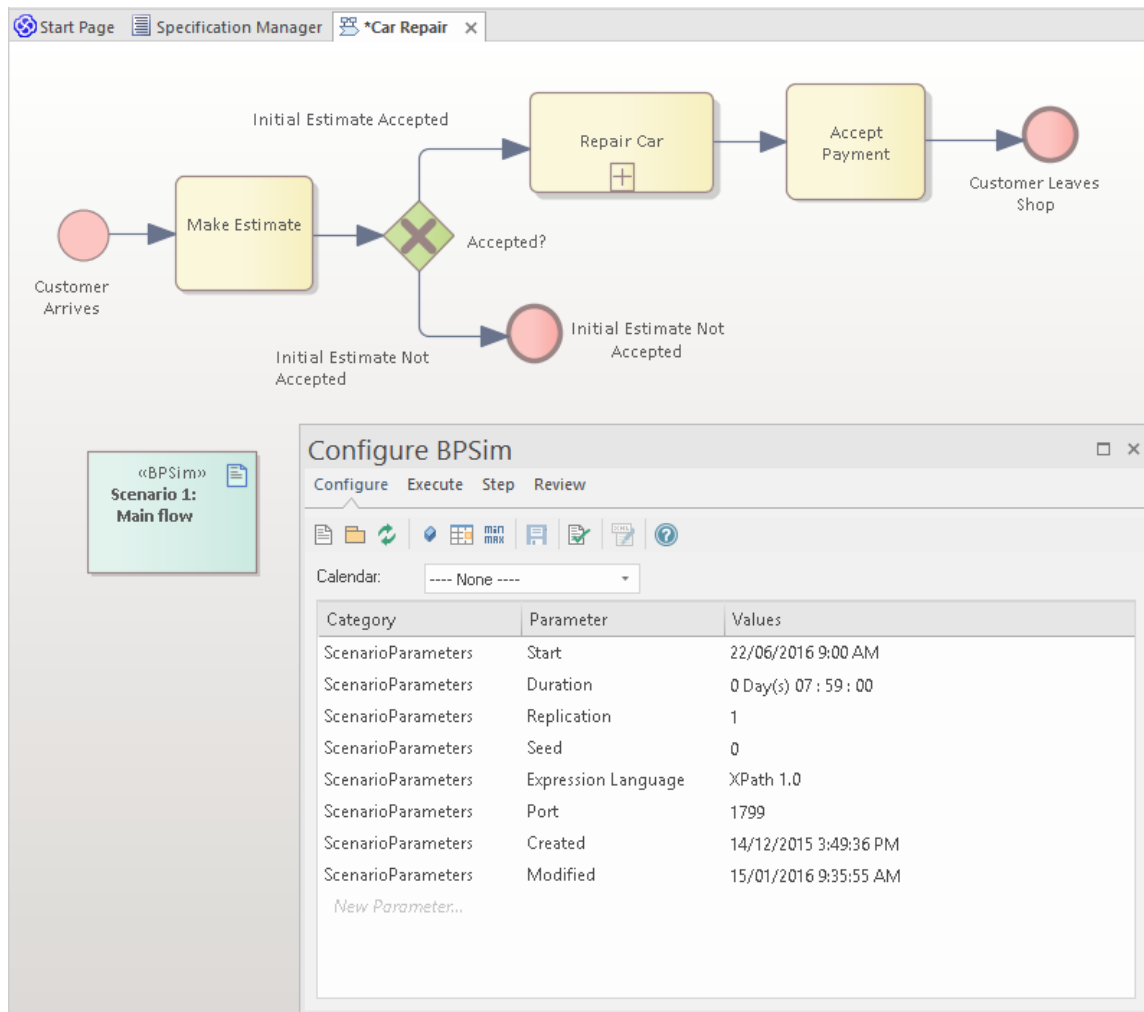 Start Page Specification Manager *Car Repair
Initial Estimate Accepted
Repair Car
Accept
Payment
Customer Leaves
Shop
Make Estimate
Accepted?
Customer
Arrives
Initial Estimate Not
Accepted
Initial Estimate Not
Accepted
«BPSim»
Scenario 1:
Main flow
Configure BPSim
Configure Execute Step Review
min
max
XML
Calendar: ---- None ----
Category Parameter Values
ScenarioParameters Start 22/06/2016 9:00 AM
ScenarioParameters Duration 0 Day(s) 07 : 59 : 00
ScenarioParameters Replication 1
ScenarioParameters Seed 0
ScenarioParameters Expression Language XPath 1.0
ScenarioParameters Port 1799
ScenarioParameters Created 14/12/2015 3:49:36 PM
ScenarioParameters Modified 15/01/2016 9:35:55 AM
New Parameter...